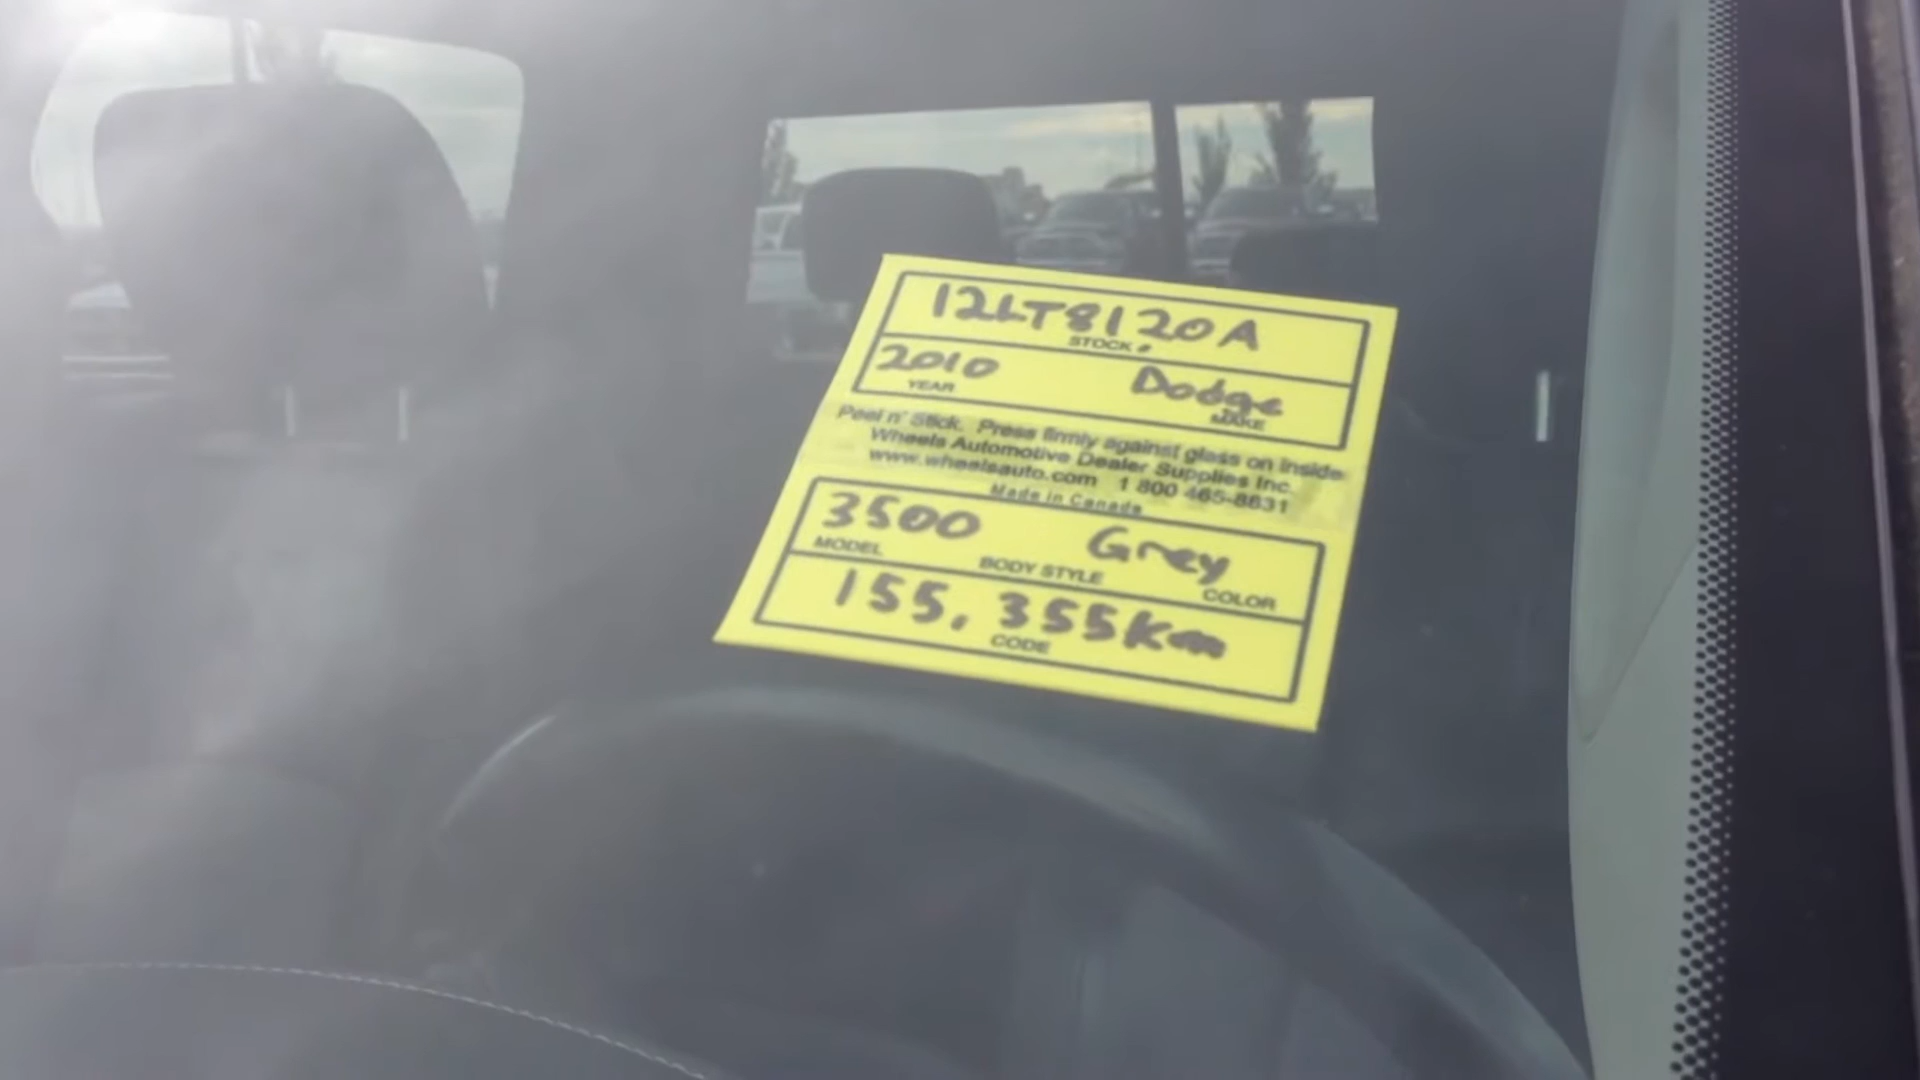 12LT8120A
STOCK #
2010 Dodge
YEAR MAKE
Peel n' Stick. Press firmly against glass on inside
Wheels Automotive Dealer Supplies Inc.
www.wheelsauto.com 1 800 465-8831
Made in Canada
3500 Grey
MODEL BODY STYLE COLOR
155,355km
CODE